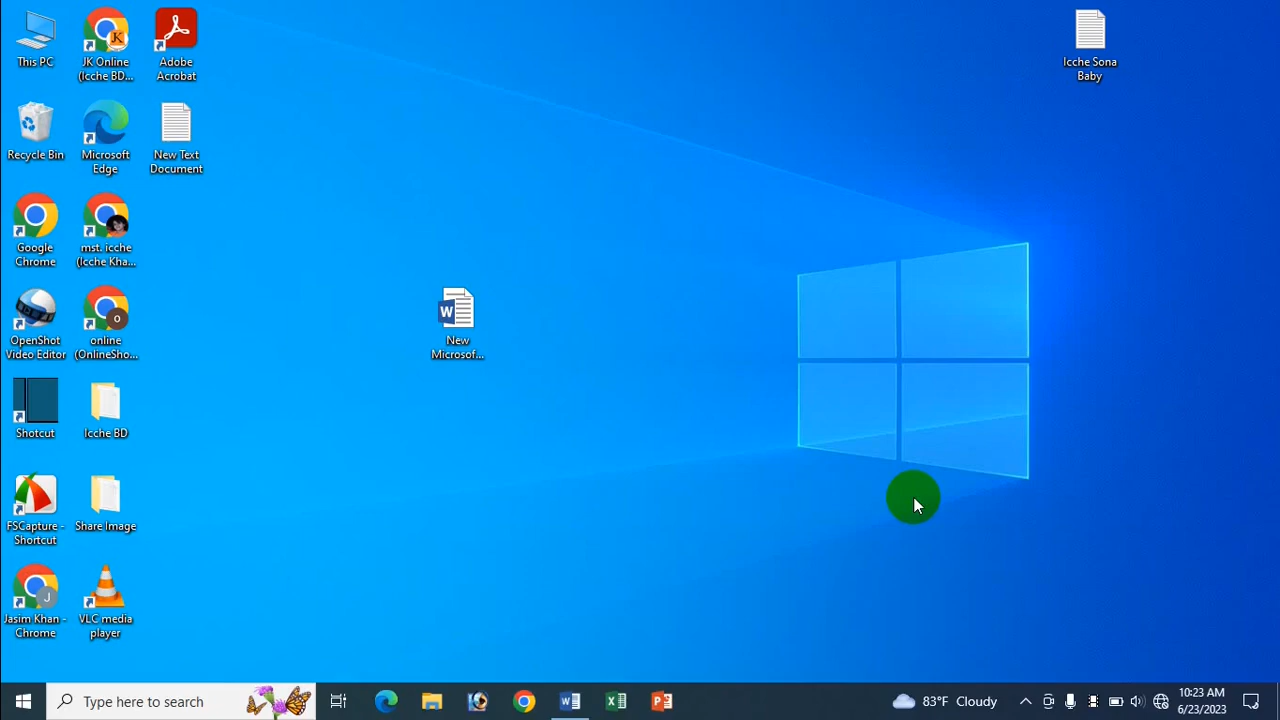 This PC
JK Online
(Icche BD...
Adobe
Acrobat
Icche Sona
Baby
Recycle Bin
Microsoft
Edge
New Text
Document
Google
Chrome
mst. icche
(Icche Kha...
OpenShot
Video Editor
online
(OnlineSho...
New
Microsof...
Shotcut
Icche BD
FSCapture -
Shortcut
Share Image
Jasim Khan -
Chrome
VLC media
player
Type here to search
83°F Cloudy
10:23 AM
6/23/2023